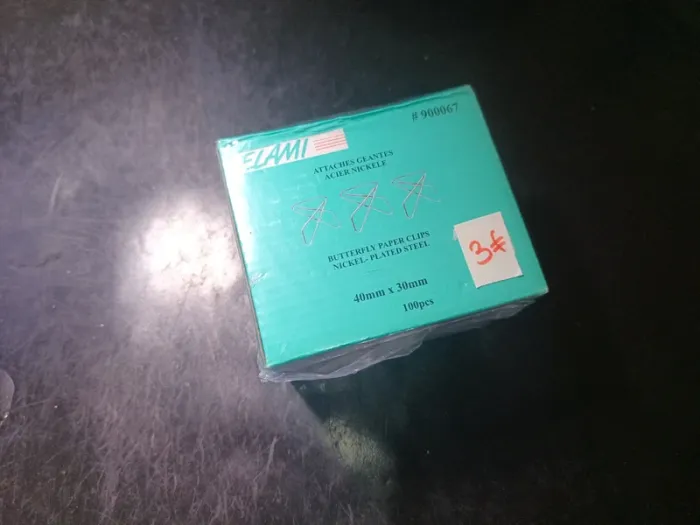 ELAMI
# 900067
ATTACHES GEANTES
ACIER NICKELE
BUTTERFLY PAPER CLIPS
NICKEL- PLATED STEEL
3€
40mm x 30mm
100pcs